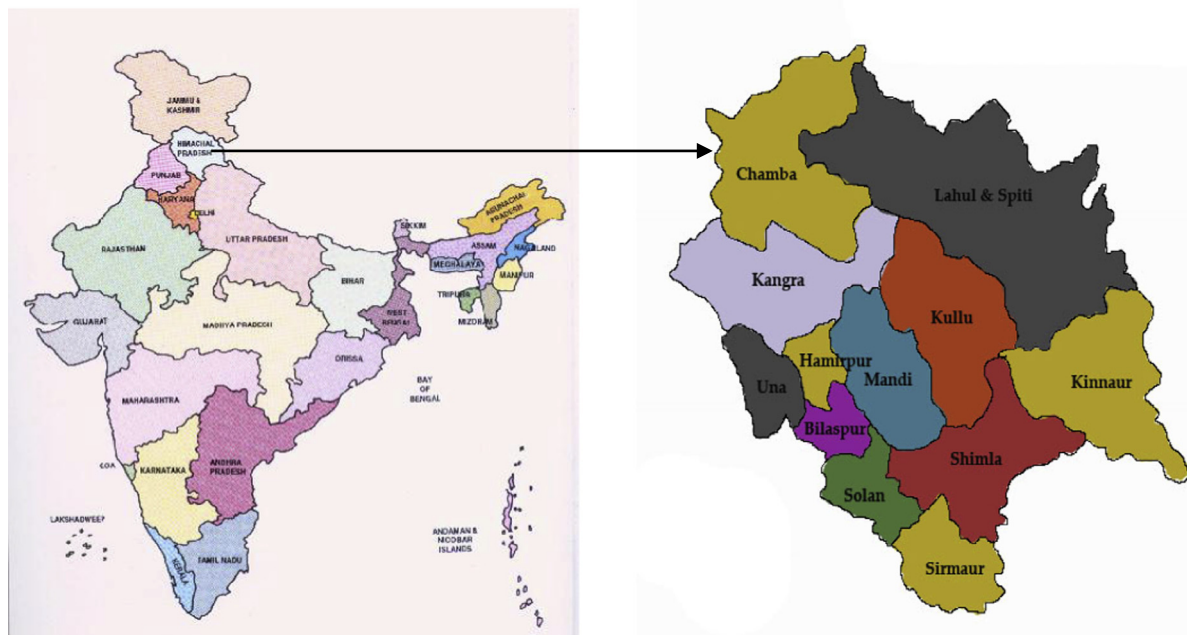 JAMMU &
KASHMIR
HIMACHAL
PRADESH
PUNJAB
HARYANA
DELHI
RAJASTHAN
UTTAR PRADESH
SIKKIM
ARUNACHAL
PRADESH
ASSAM
NAGALAND
MEGHALAYA
MANIPUR
BIHAR
TRIPURA
MIZORAM
WEST
BENGAL
GUJARAT
MADHYA PRADESH
ORISSA
MAHARASHTRA
BAY
OF
BENGAL
GOA
KARNATAKA
ANDHRA
PRADESH
LAKSHADWEEP
ANDAMAN &
NICOBAR
ISLANDS
KERALA
TAMIL NADU
Chamba
Lahul & Spiti
Kangra
Kullu
Hamirpur
Mandi
Una
Kinnaur
Bilaspur
Shimla
Solan
Sirmaur